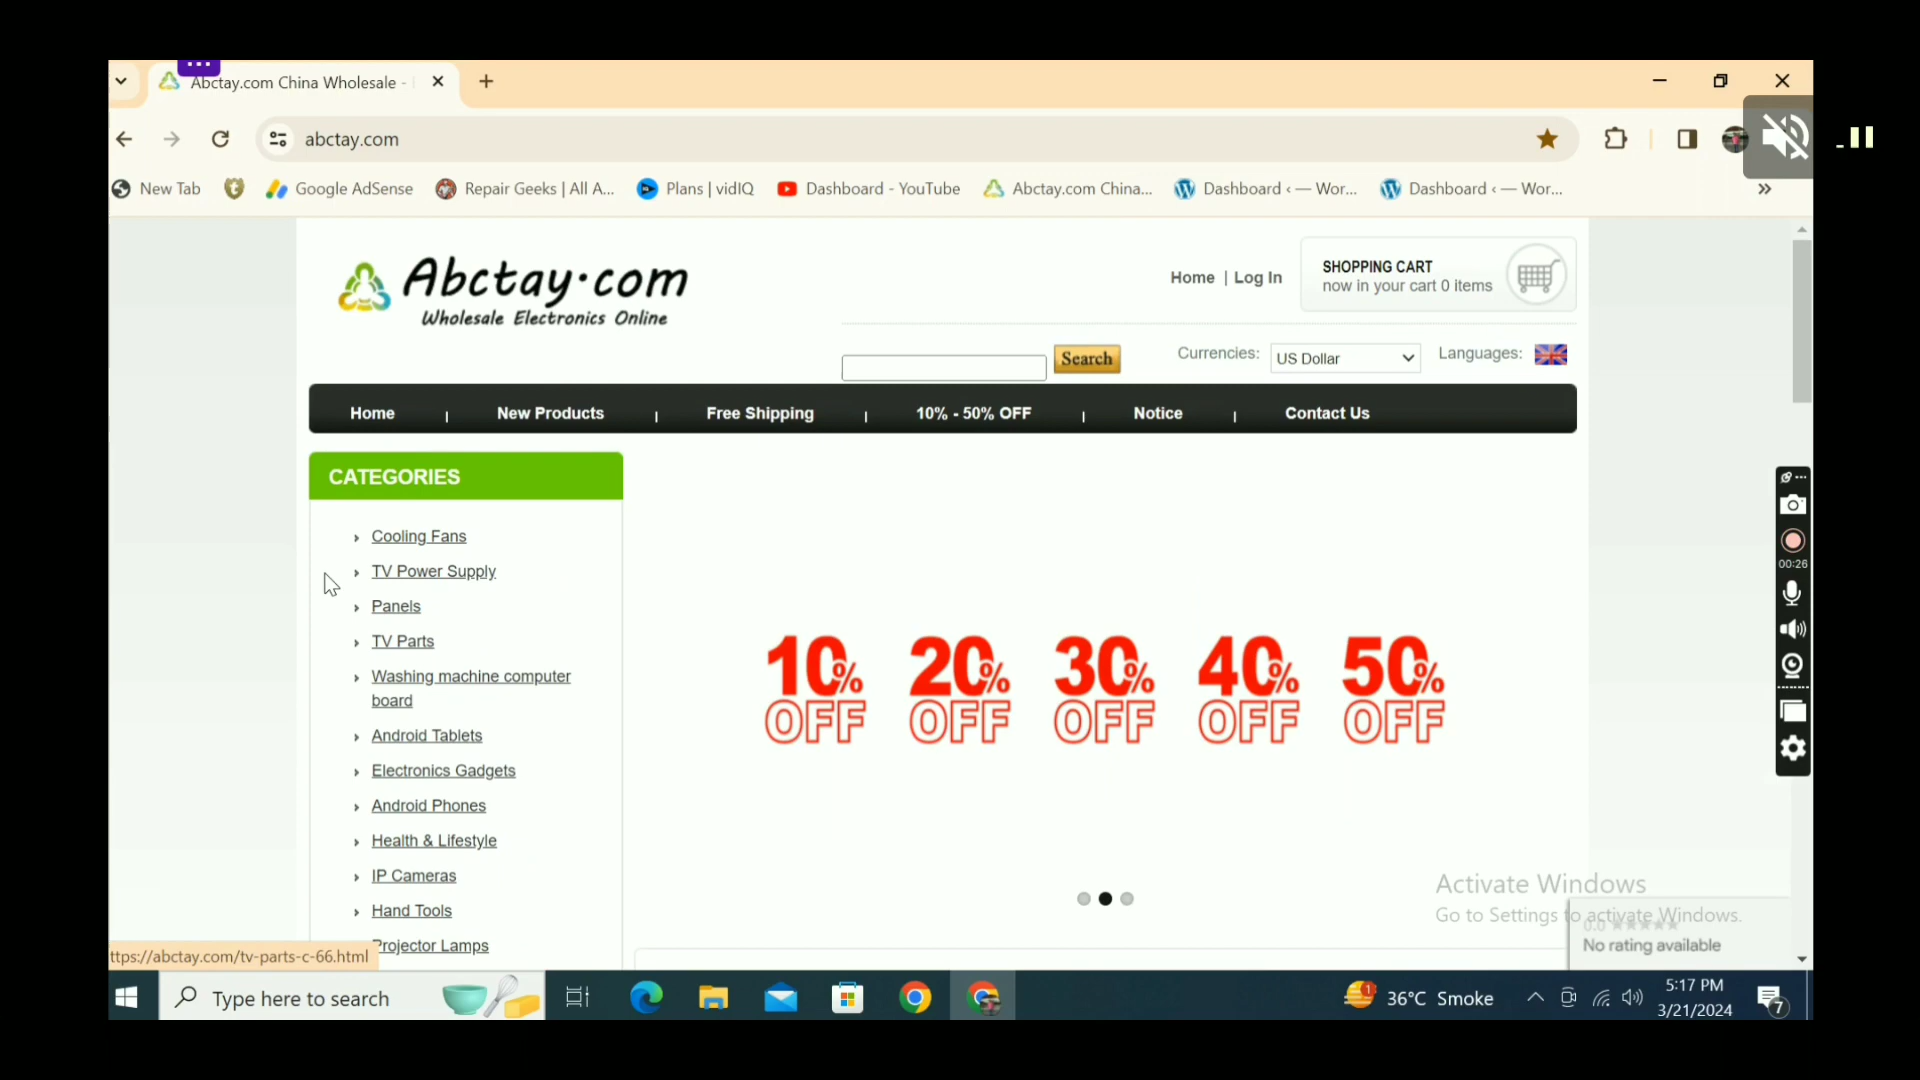 Abctay.com China Wholesale -
abctay.com
New Tab
Google AdSense
Repair Geeks | All A...
Plans | vidIQ
Dashboard - YouTube
Abctay.com China...
Dashboard ‹ — Wor...
Dashboard ‹ — Wor...
Abctay.com
Wholesale Electronics Online
Home | Log In
SHOPPING CART
now in your cart 0 items
Search
Currencies: US Dollar
Languages:
Home | New Products | Free Shipping | 10% - 50% OFF | Notice | Contact Us
CATEGORIES
Cooling Fans
TV Power Supply
Panels
TV Parts
Washing machine computer
board
Android Tablets
Electronics Gadgets
Android Phones
Health & Lifestyle
IP Cameras
Hand Tools
Projector Lamps
10% 20% 30% 40% 50%
OFF OFF OFF OFF OFF
00:26
Activate Windows
Go to Settings to activate Windows.
0.0
No rating available
ttps://abctay.com/tv-parts-c-66.html
Type here to search
1
36°C Smoke
5:17 PM
3/21/2024
7